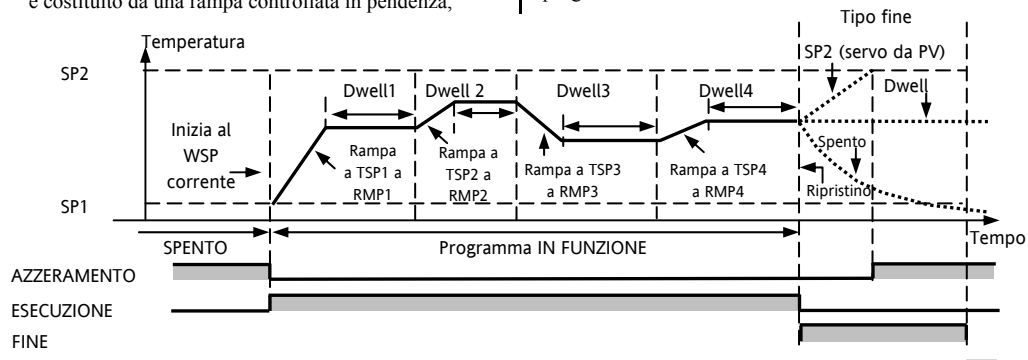 è costituito da una rampa controllata in pendenza,
Tipo fine
Temperatura
SP2 (servo da PV)
SP2
Dwell1
Dwell 2
Dwell3
Dwell4
Dwell
Inizia al
WSP
corrente
Rampa
a TSP1 a
RMP1
Rampa a
TSP2 a
RMP2
Rampa a TSP3
a RMP3
Rampa a TSP4
a RMP4
Spento
Ripristino
SP1
Tempo
SPENTO
Programma IN FUNZIONE
AZZERAMENTO
ESECUZIONE
FINE